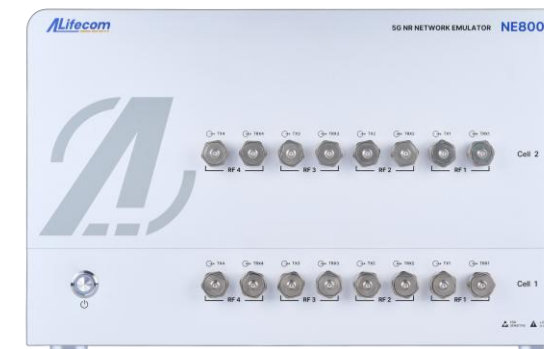 ALifecom
5G NR NETWORK EMULATOR NE800
TX4 TRX4 TX3 TRX3 TX2 TRX2 TX1 TRX1
Cell 2
RF 4 RF 3 RF 2 RF 1
TX4 TRX4 TX3 TRX3 TX2 TRX2 TX1 TRX1
Cell 1
RF 4 RF 3 RF 2 RF 1